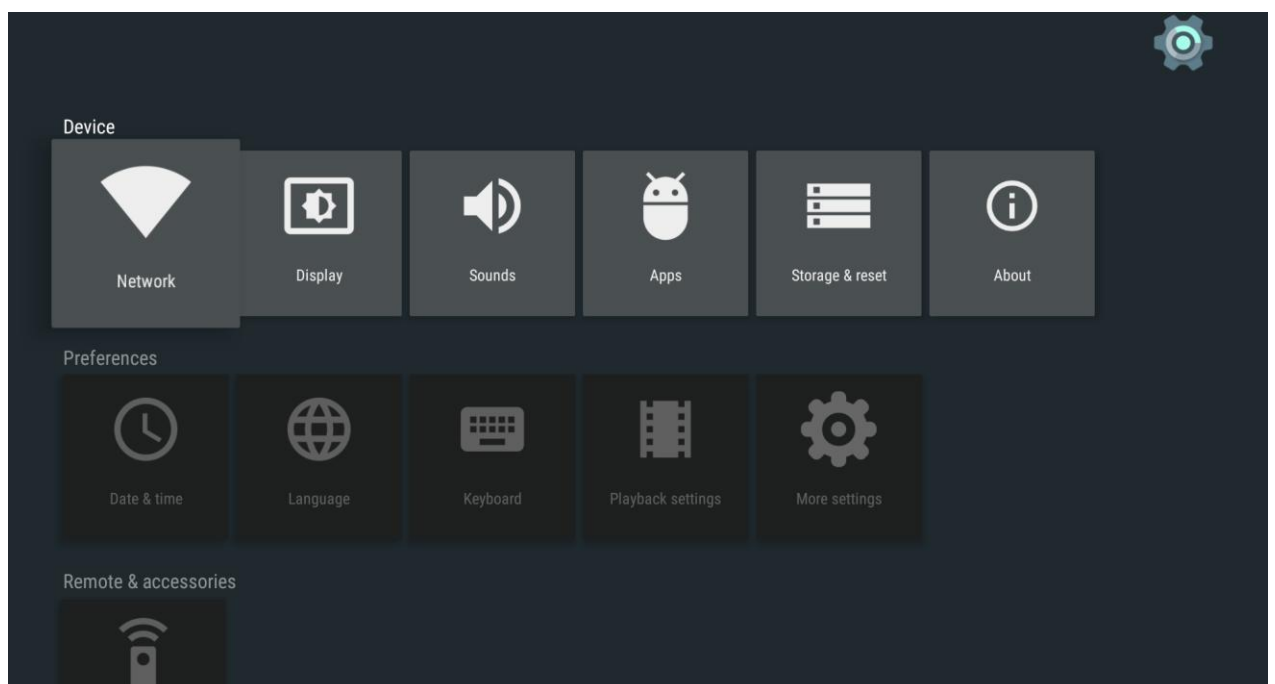 Device
Network
Display
Sounds
Apps
Storage & reset
About
Preferences
Date & time
Language
Keyboard
Playback settings
More settings
Remote & accessories